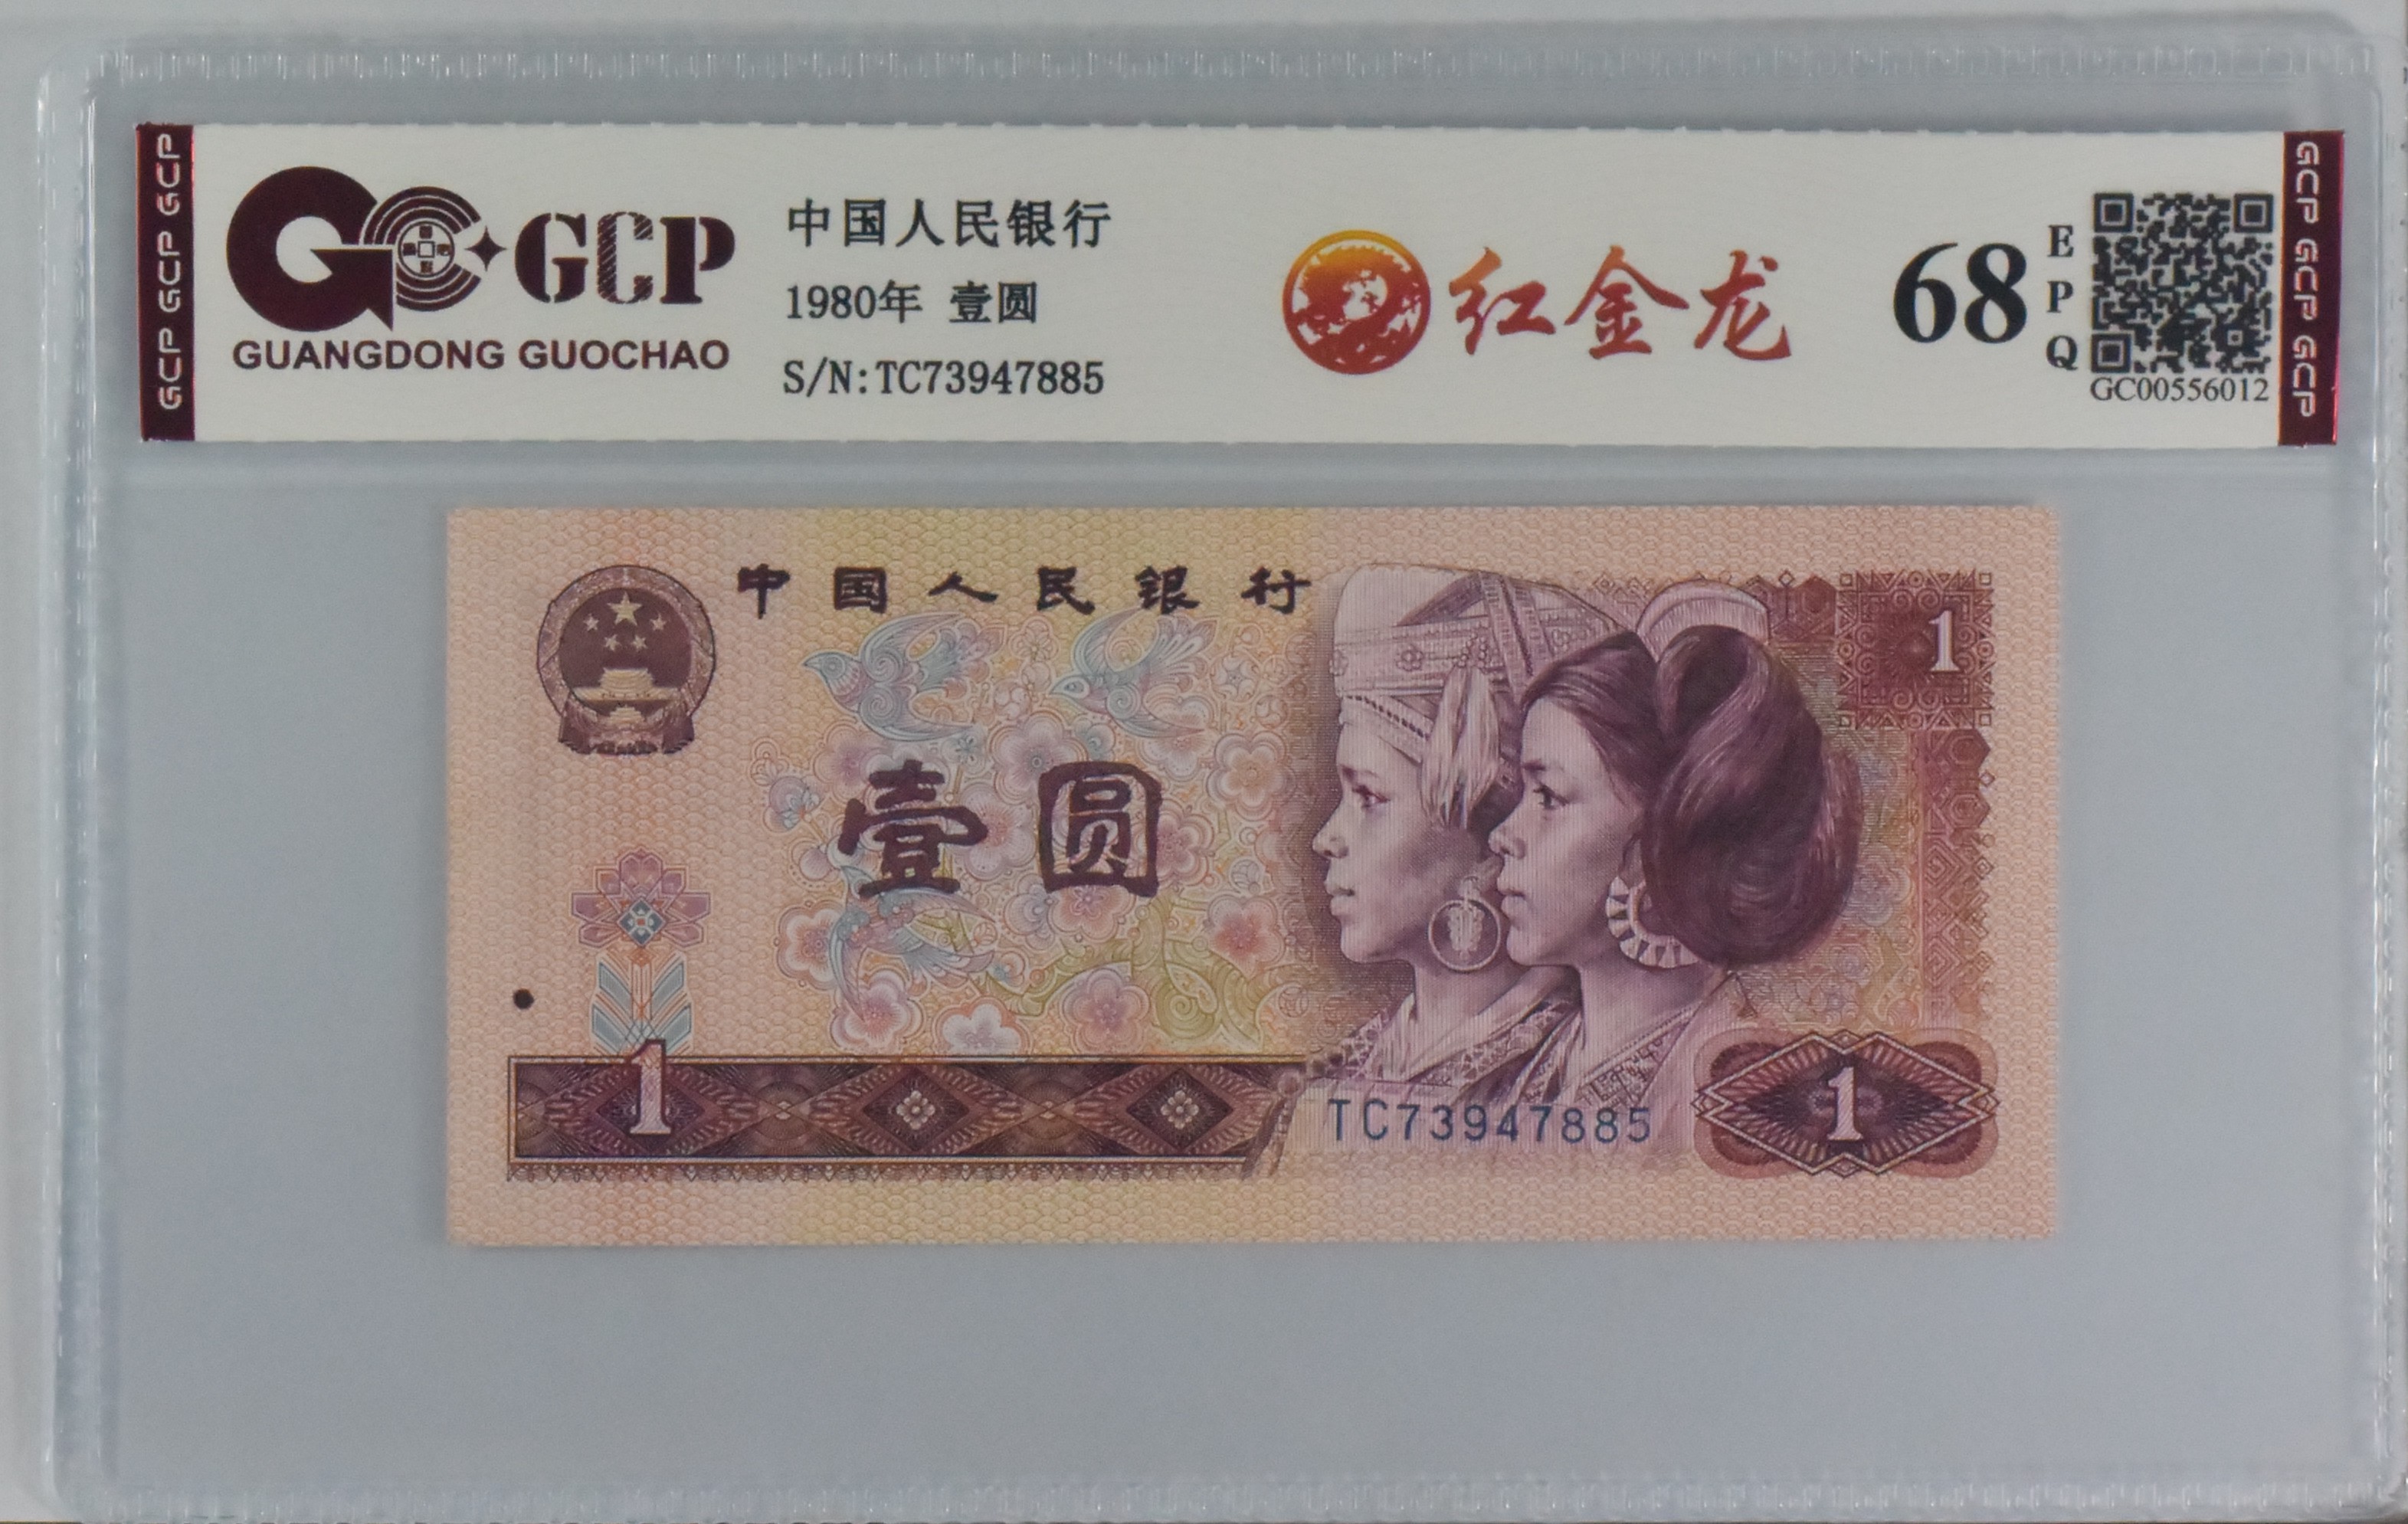 GCP GCP GCP
GCP
GUANGDONG GUOCHAO
中国人民银行
1980年 壹圆
S/N:TC73947885
红金龙
68
EPQ
GC00556012
GCP GCP GCP
中国人民银行
1
壹圆
1
TC73947885
1